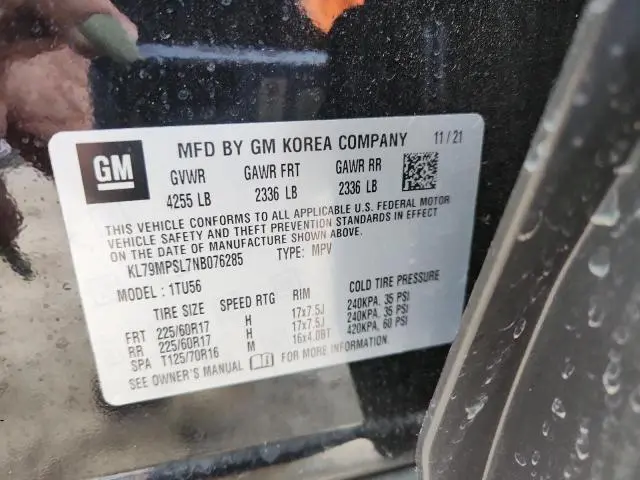 GM
MFD BY GM KOREA COMPANY 11/21
GVWR GAWR FRT GAWR RR
4255 LB 2336 LB 2336 LB
THIS VEHICLE CONFORMS TO ALL APPLICABLE U.S. FEDERAL MOTOR
VEHICLE SAFETY AND THEFT PREVENTION STANDARDS IN EFFECT
ON THE DATE OF MANUFACTURE SHOWN ABOVE.
KL79MPSL7NB076285 TYPE: MPV
MODEL: 1TU56
TIRE SIZE SPEED RTG RIM COLD TIRE PRESSURE
FRT 225/60R17 H 17x7.5J 240KPA, 35 PSI
RR 225/60R17 H 17x7.5J 240KPA, 35 PSI
SPA T125/70R16 M 16x4.0BT 420KPA, 60 PSI
SEE OWNER'S MANUAL FOR MORE INFORMATION.